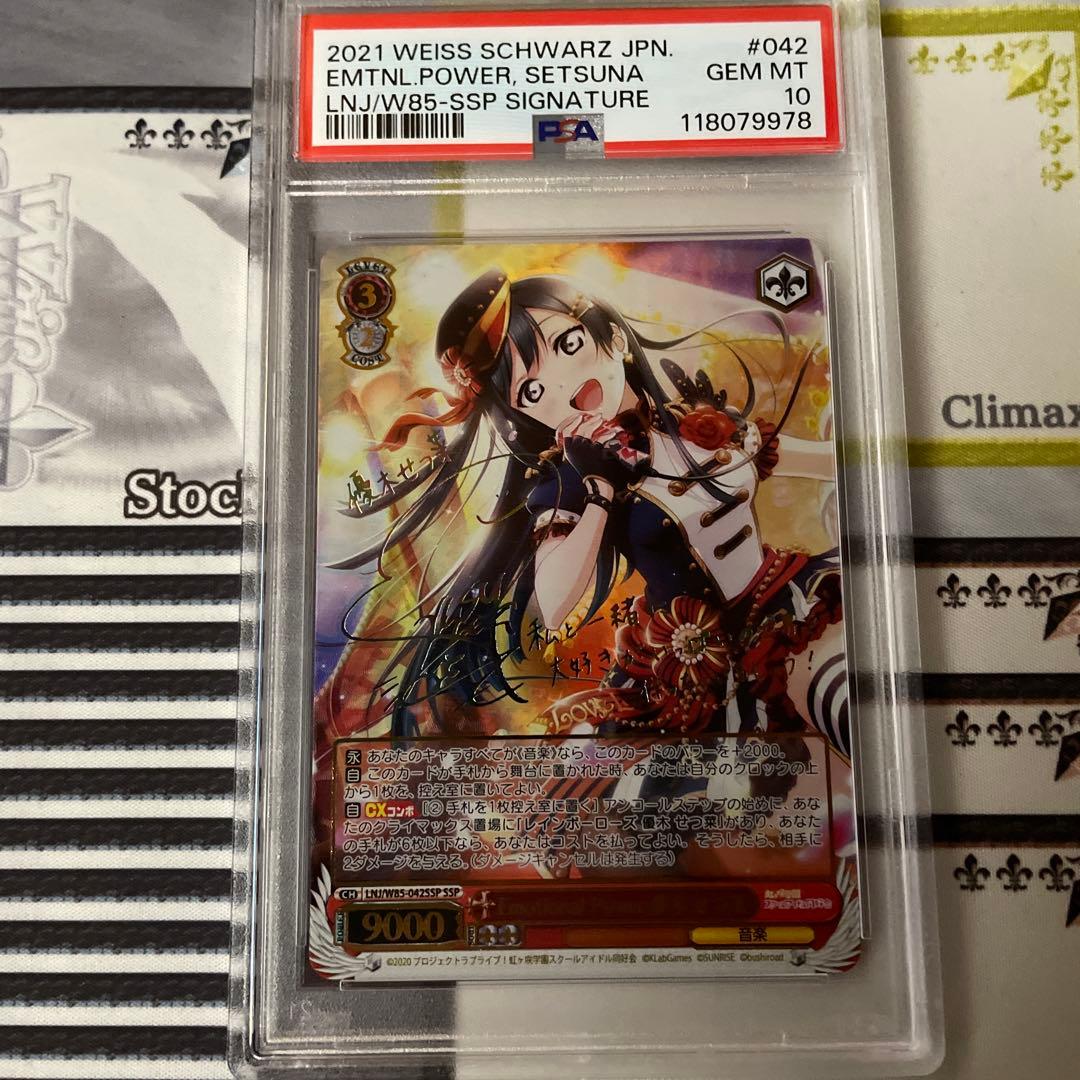 2021 WEISS SCHWARZ JPN. #042
EMTNL.POWER, SETSUNA GEM MT
LNJ/W85-SSP SIGNATURE 10
PSA 118079978
LEVEL
3
2
COST
Climax
Stoc
優木せつ菜
私と一緒
大好き
う!
LOVE
永 あなたのキャラすべてが《音楽》なら、このカードのパワーを+2000。
自 このカードが手札から舞台に置かれた時、あなたは自分のクロックの上
から1枚を、控え室に置いてよい。
自 CXコンボ [② 手札を1枚控え室に置く] アンコールステップの始めに、あな
たのクライマックス置場に「レインボーローズ 優木 せつ菜」があり、あなた
の手札が6枚以下なら、あなたはコストを払ってよい。そうしたら、相手に
2ダメージを与える。(ダメージキャンセルは発生する)
CH LNJ/W85-042SSP SSP
POWER 9000
音楽
©2020 プロジェクトラブライブ!虹ヶ咲学園スクールアイドル同好会 ©KLabGames ©SUNRISE ©bushiroad